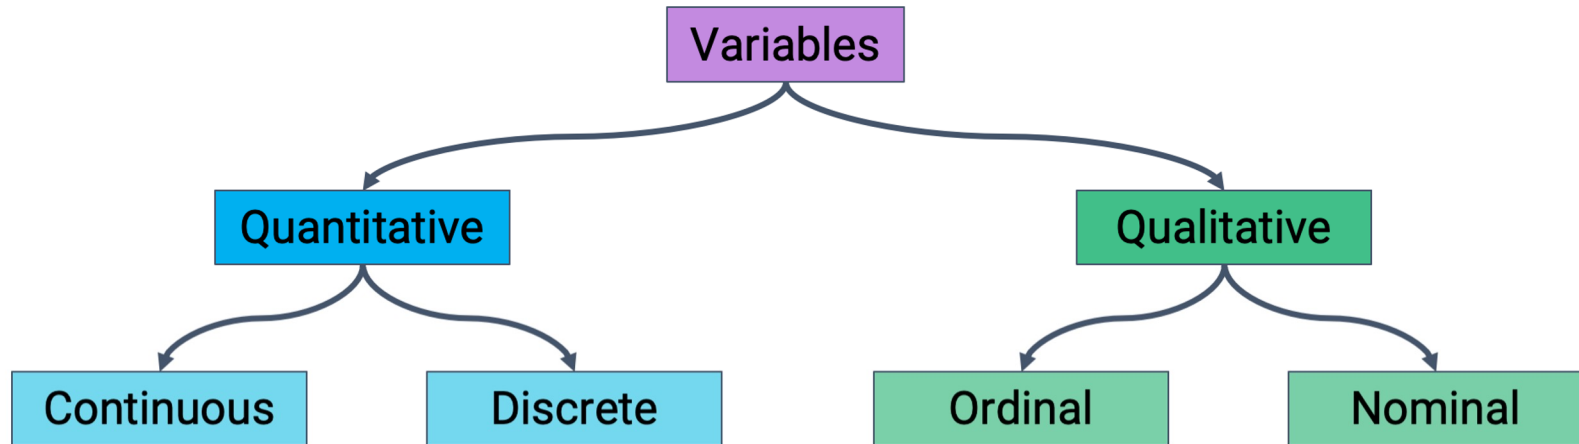 Variables
Quantitative
Qualitative
Continuous
Discrete
Ordinal
Nominal